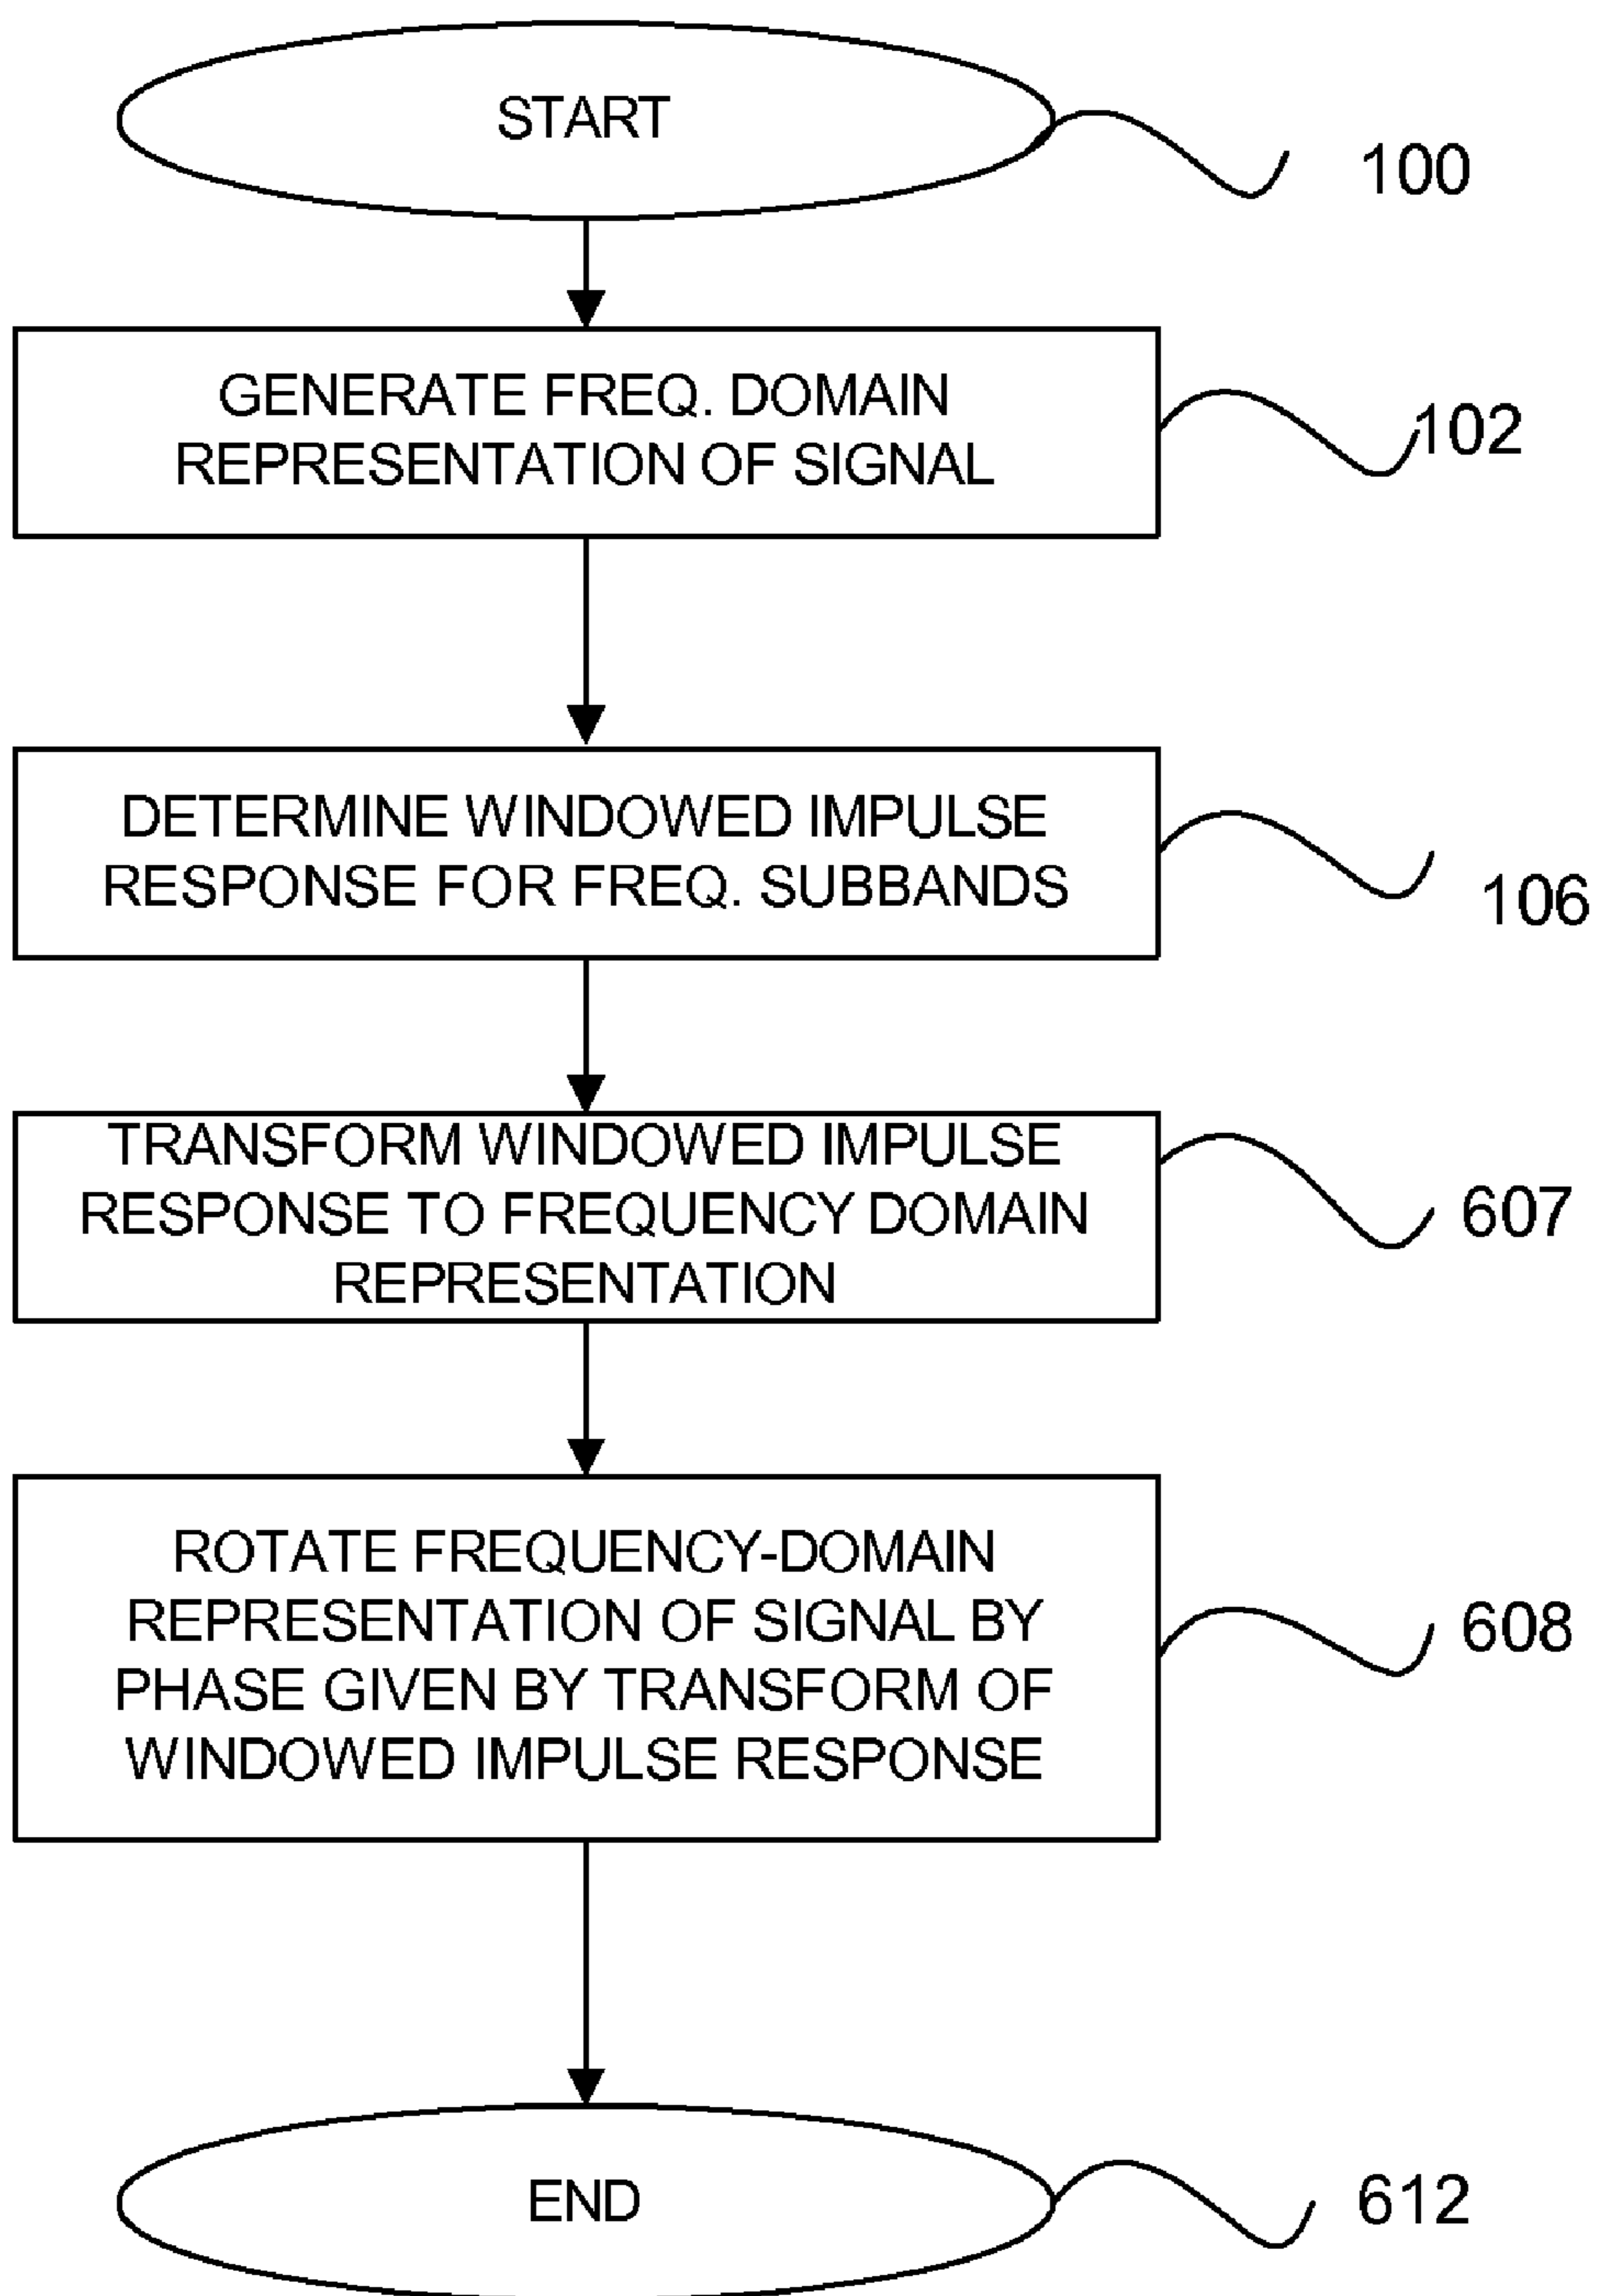 START
100
GENERATE FREQ. DOMAIN
REPRESENTATION OF SIGNAL
102
DETERMINE WINDOWED IMPULSE
RESPONSE FOR FREQ. SUBBANDS
106
TRANSFORM WINDOWED IMPULSE
RESPONSE TO FREQUENCY DOMAIN
REPRESENTATION
607
ROTATE FREQUENCY-DOMAIN
REPRESENTATION OF SIGNAL BY
PHASE GIVEN BY TRANSFORM OF
WINDOWED IMPULSE RESPONSE
608
END
612